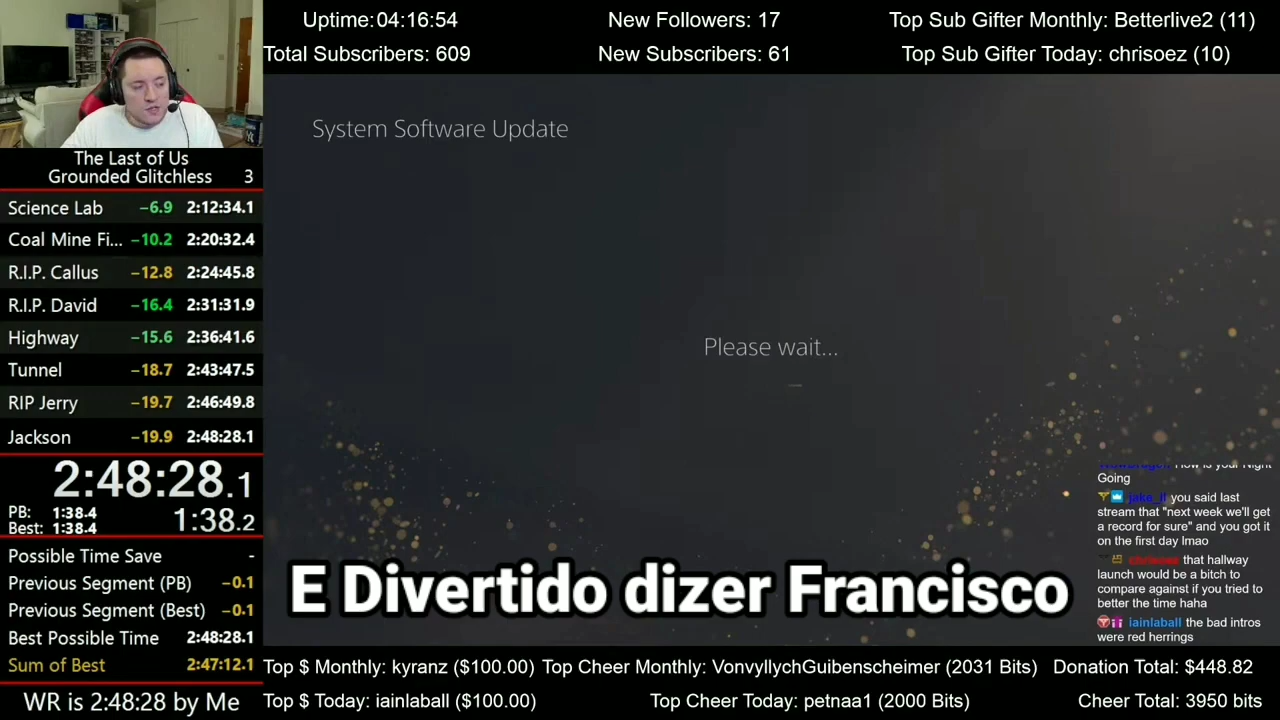 Uptime:04:16:54
New Followers: 17
Top Sub Gifter Monthly: Betterlive2 (11)
Total Subscribers: 609
New Subscribers: 61
Top Sub Gifter Today: chrisoez (10)
System Software Update
Please wait...
The Last of Us
Grounded Glitchless 3
Science Lab −6.9 2:12:34.1
Coal Mine Fi... −10.2 2:20:32.4
R.I.P. Callus −12.8 2:24:45.8
R.I.P. David −16.4 2:31:31.9
Highway −15.6 2:36:41.6
Tunnel −18.7 2:43:47.5
RIP Jerry −19.7 2:46:49.8
Jackson −19.9 2:48:28.1
2:48:28.1
PB: 1:38.4
Best: 1:38.4
1:38.2
Possible Time Save -
Previous Segment (PB) −0.1
Previous Segment (Best) −0.1
Best Possible Time 2:48:28.1
Sum of Best 2:47:12.1
WR is 2:48:28 by Me
How is your Night
Going
jake_lf you said last
stream that "next week we'll get
a record for sure" and you got it
on the first day lmao
that hallway
launch would be a bitch to
compare against if you tried to
better the time haha
iainlaball the bad intros
were red herrings
E Divertido dizer Francisco
Top $ Monthly: kyranz ($100.00)
Top Cheer Monthly: VonvyllychGuibenscheimer (2031 Bits)
Donation Total: $448.82
Top $ Today: iainlaball ($100.00)
Top Cheer Today: petnaa1 (2000 Bits)
Cheer Total: 3950 bits